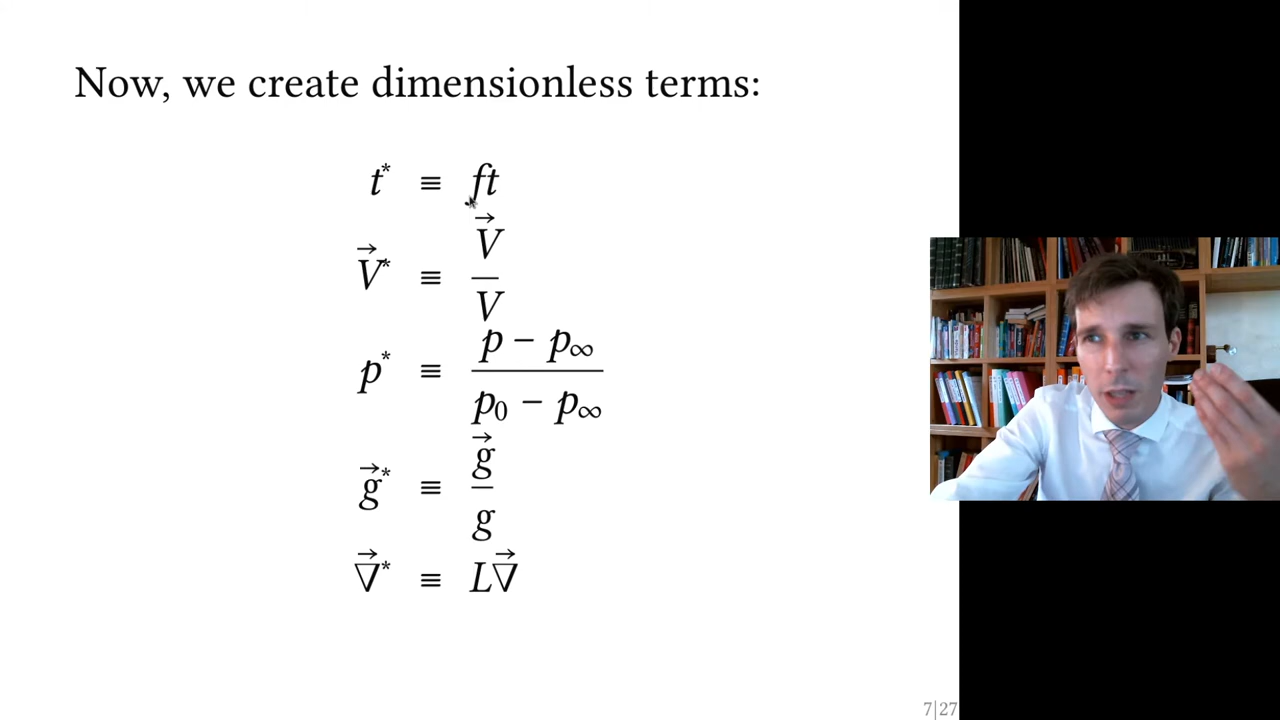 Now, we create dimensionless terms:
t* ≡ ft
V⃗* ≡ V⃗ / V
p* ≡ (p − p∞) / (p₀ − p∞)
g⃗* ≡ g⃗ / g
∇⃗* ≡ L∇⃗
7|27